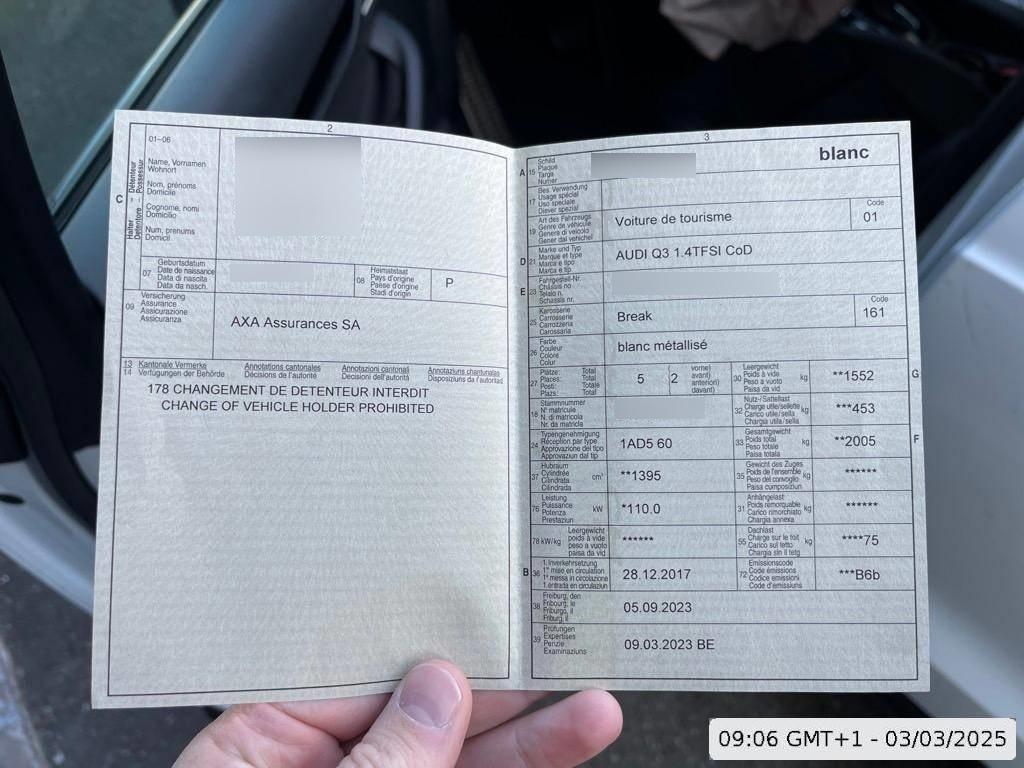 2
01–06
Name, Vornamen
Wohnort
Nom, prénoms
Domicile
Cognome, nomi
Domicilio
Num, prenums
Domicil
C
Halter Détenteur
Detentore Possessur
07
Geburtsdatum
Date de naissance
Data di nascita
Data da nasch.
08
Heimatstaat
Pays d'origine
Paese d'origine
Stadi d'origin
P
09
Versicherung
Assurance
Assicurazione
Assicuranza
AXA Assurances SA
13 Kantonale Vermerke Annotations cantonales Annotazioni cantonali Annotaziuns chantunalas
14 Verfügungen der Behörde Décisions de l'autorité Decisioni dell'autorità Disposiziuns da l'autoritad
178 CHANGEMENT DE DETENTEUR INTERDIT
CHANGE OF VEHICLE HOLDER PROHIBITED
3
A 15
Schild
Plaque
Targa
Numer
blanc
17
Bes. Verwendung
Usage spécial
Uso speciale
Diever spezial
19
Art des Fahrzeugs
Genre de véhicule
Genere di veicolo
Gener dal vehichel
Voiture de tourisme
Code
01
D 21
Marke und Typ
Marque et type
Marca e tipo
Marca e tip
AUDI Q3 1.4TFSI CoD
E 23
Fahrgestell-Nr.
Châssis no
Telaio n.
Schassis nr.
25
Karosserie
Carrosserie
Carrozzeria
Carossaria
Break
Code
161
26
Farbe
Couleur
Colore
Colur
blanc métallisé
27
Plätze: Total
Places: Total
Posti: Totale
Plazs: Total
5
2
vorne)
avant)
anteriori)
davant)
30
Leergewicht
Poids à vide
Peso a vuoto
Paisa da vid
kg
**1552
G
18
Stammnummer
N° matricule
N. di matricola
Nr. da matricla
32
Nutz-/Sattellast
Charge utile/sellette
Carico utile/sella
Chargia utila/sella
kg
***453
24
Typengenehmigung
Réception par type
Approvazione del tipo
Approvaziun dal tip
1AD5 60
33
Gesamtgewicht
Poids total
Peso totale
Paisa totala
kg
**2005
F
37
Hubraum
Cylindrée
Cilindrata
Cilindrada
cm³
**1395
35
Gewicht des Zuges
Poids de l'ensemble
Peso del convoglio
Paisa cumposiziun
kg
******
76
Leistung
Puissance
Potenza
Prestaziun
kW
*110.0
31
Anhängelast
Poids remorquable
Carico rimorchiato
Chargia annexa
kg
******
78 kW/kg
Leergewicht
poids à vide
peso a vuoto
paisa da vid
******
55
Dachlast
Charge sur le toit
Carico sul tetto
Chargia sin il tetg
kg
****75
B 36
1. Inverkehrsetzung
1re mise en circulation
1a messa in circolazione
1. entrada en circulaziun
28.12.2017
72
Emissionscode
Code émissions
Codice emissioni
Code d'emissiuns
***B6b
38
Freiburg, den
Fribourg, le
Friburgo, il
Friburg, il
05.09.2023
39
Prüfungen
Expertises
Perizie
Examinaziuns
09.03.2023 BE
09:06 GMT+1 - 03/03/2025